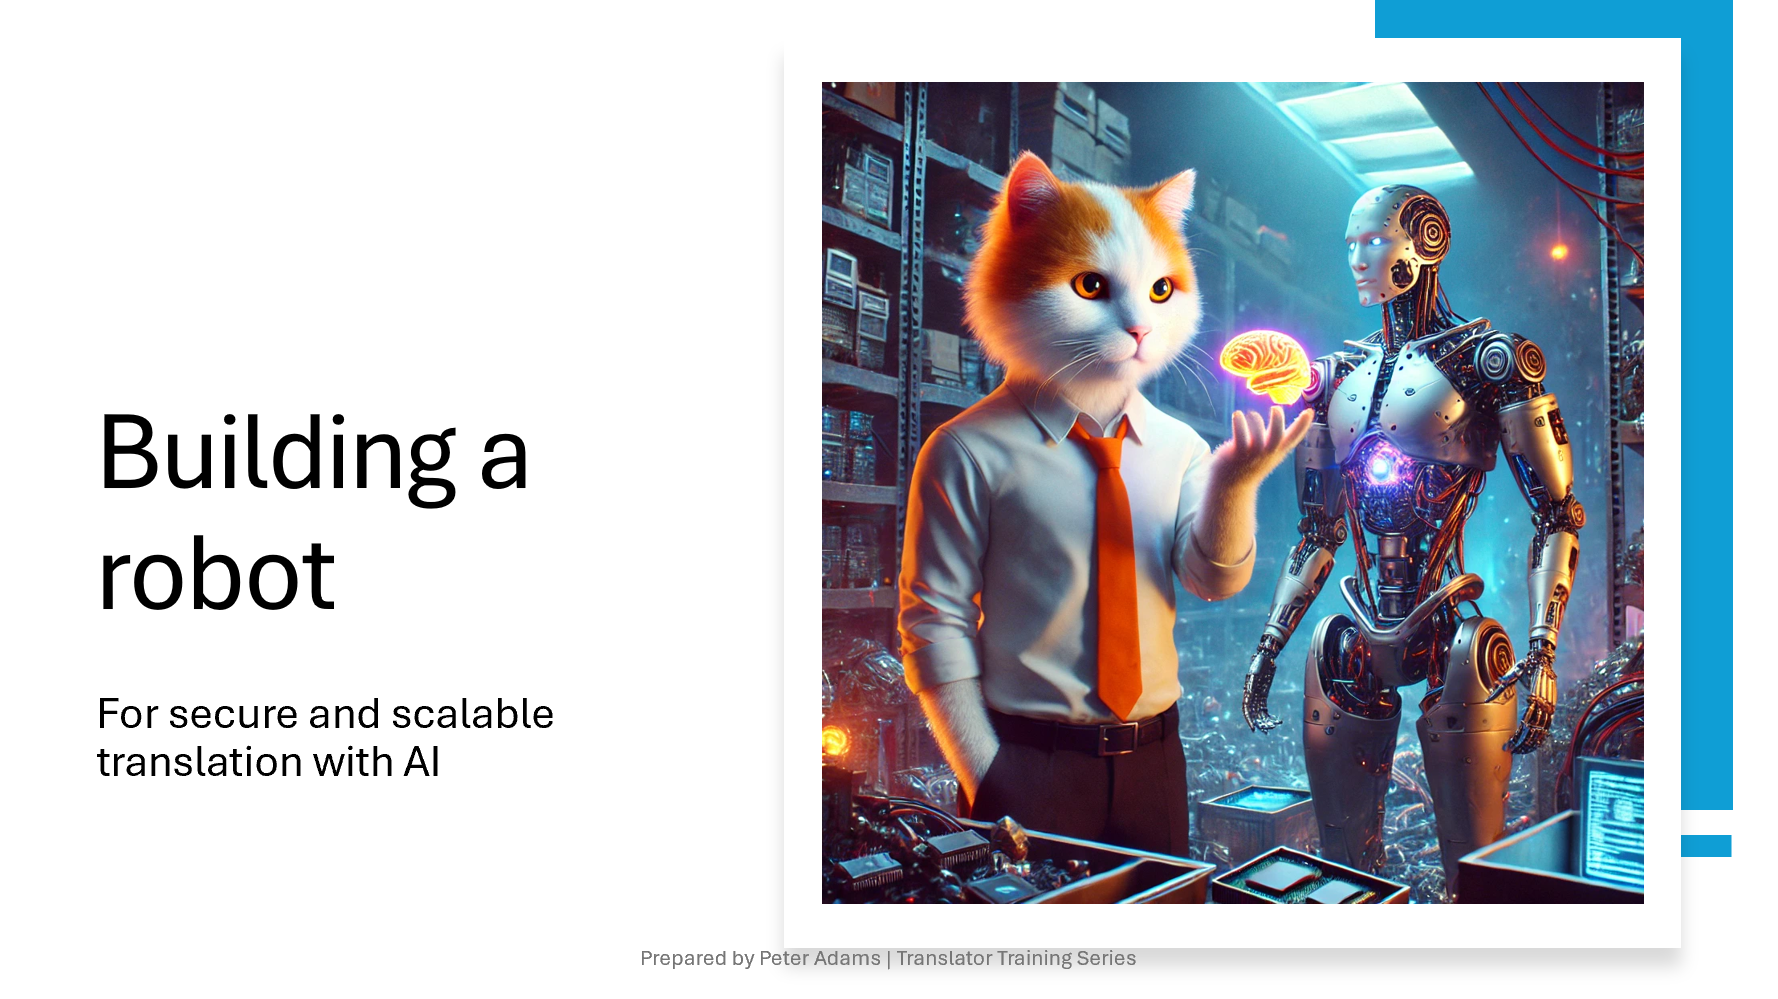 Building a
robot
For secure and scalable
translation with AI
Prepared by Peter Adams | Translator Training Series